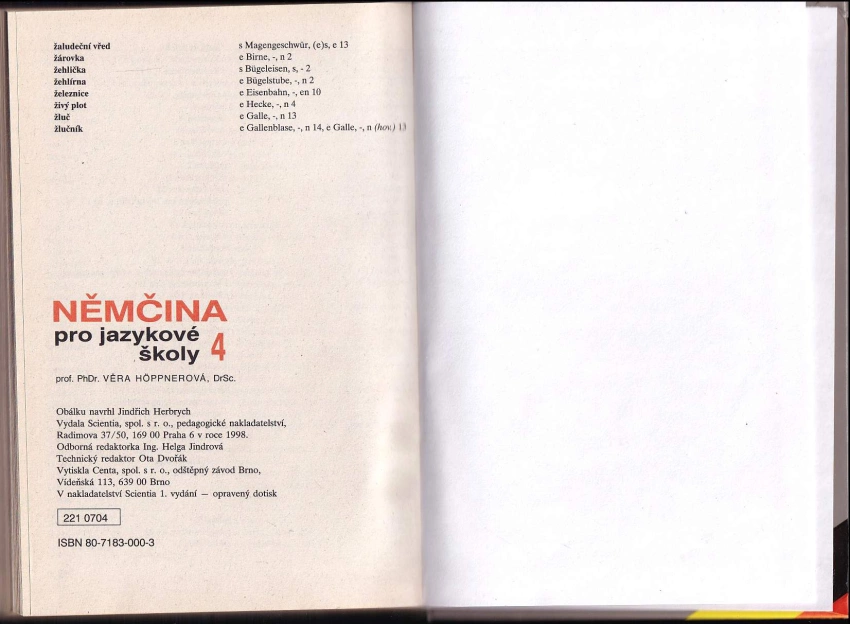 žaludeční vřed s Magengeschwür, (e)s, e 13
žárovka e Birne, -, n 2
žehlička s Bügeleisen, s, - 2
žehlírna e Bügelstube, -, n 2
železnice e Eisenbahn, -, en 10
živý plot e Hecke, -, n 4
žluč e Galle, -, n 13
žlučník e Gallenblase, -, n 14, e Galle, -, n (hov.) 13
NĚMČINA
pro jazykové
školy 4
prof. PhDr. VĚRA HÖPPNEROVÁ, DrSc.
Obálku navrhl Jindřich Herbrych
Vydala Scientia, spol. s r. o., pedagogické nakladatelství,
Radimova 37/50, 169 00 Praha 6 v roce 1998.
Odborná redaktorka Ing. Helga Jindrová
Technický redaktor Ota Dvořák
Vytiskla Centa, spol. s r. o., odštěpný závod Brno,
Vídeňská 113, 639 00 Brno
V nakladatelství Scientia 1. vydání — opravený dotisk
221 0704
ISBN 80-7183-000-3